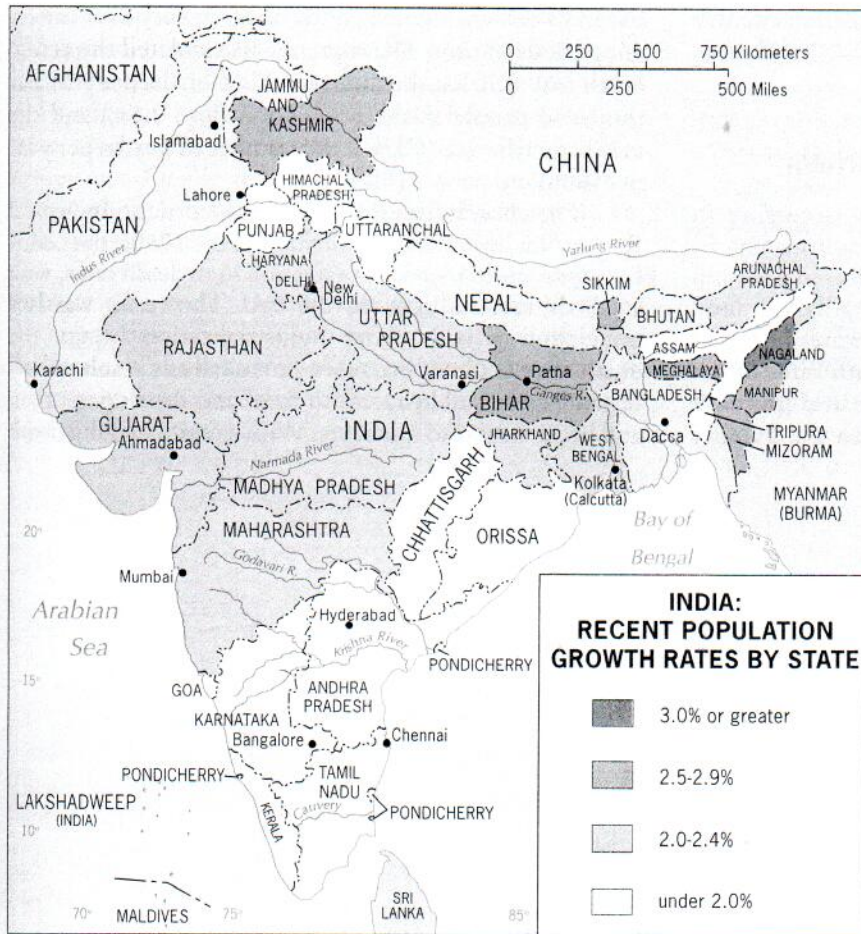 0 250 500 750 Kilometers
0 250 500 Miles
AFGHANISTAN
JAMMU
AND
KASHMIR
Islamabad
CHINA
HIMACHAL
PRADESH
Lahore
PAKISTAN
PUNJAB
UTTARANCHAL
Indus River
Yarlung River
HARYANA
DELHI
New
Delhi
NEPAL
SIKKIM
ARUNACHAL
PRADESH
BHUTAN
UTTAR
PRADESH
ASSAM
RAJASTHAN
NAGALAND
MEGHALAYA
Karachi
Varanasi
Patna
Ganges R.
BANGLADESH
MANIPUR
BIHAR
GUJARAT
Ahmadabad
INDIA
JHARKHAND
WEST
BENGAL
Dacca
TRIPURA
MIZORAM
Narmada River
MADHYA PRADESH
Kolkata
(Calcutta)
MYANMAR
(BURMA)
CHHATTISGARH
MAHARASHTRA
ORISSA
20°
Bay of
Bengal
Godavari R.
Mumbai
Arabian
Sea
Hyderabad
Krishna River
PONDICHERRY
15°
GOA
ANDHRA
PRADESH
KARNATAKA
Bangalore
Chennai
PONDICHERRY
TAMIL
NADU
LAKSHADWEEP
(INDIA)
KERALA
Cauvery
PONDICHERRY
10°
SRI
LANKA
70°
MALDIVES
75°
85°
INDIA:
RECENT POPULATION
GROWTH RATES BY STATE
3.0% or greater
2.5-2.9%
2.0-2.4%
under 2.0%